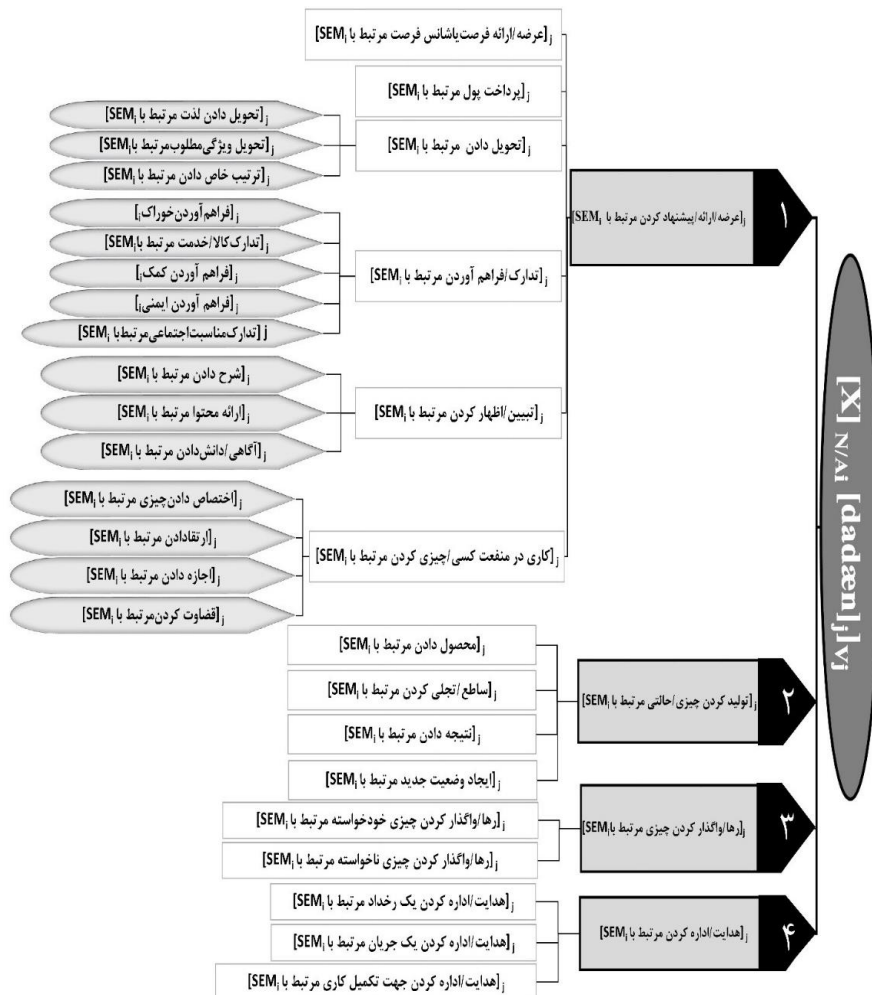 [X] N/Ai [dadæn]j]Vj
۱
j[عرضه/ارائه/پیشنهاد کردن مرتبط با SEMi]
j[عرضه/ارائه فرصت یا شانس فرصت مرتبط با SEMi]
j[پرداخت پول مرتبط با SEMi]
j[تحویل دادن مرتبط با SEMi]
j[تحویل دادن لذت مرتبط با SEMi]
j[تحویل ویژگی مطلوب مرتبط با SEMi]
j[ترتیب خاص دادن مرتبط با SEMi]
j[تدارک/فراهم آوردن مرتبط با SEMi]
j[فراهم آوردن خوراک i]
j[تدارک کالا/خدمت مرتبط با SEMi]
j[فراهم آوردن کمک i]
j[فراهم آوردن ایمنی i]
j[تدارک مناسبت اجتماعی مرتبط با SEMi]
j[تبیین/اظهار کردن مرتبط با SEMi]
j[شرح دادن مرتبط با SEMi]
j[ارائه محتوا مرتبط با SEMi]
j[آگاهی/دانش دادن مرتبط با SEMi]
j[کاری در منفعت کسی/چیزی کردن مرتبط با SEMi]
j[اختصاص دادن چیزی مرتبط با SEMi]
j[ارتقا دادن مرتبط با SEMi]
j[اجازه دادن مرتبط با SEMi]
j[قضاوت کردن مرتبط با SEMi]
۲
j[تولید کردن چیزی/حالتی مرتبط با SEMi]
j[محصول دادن مرتبط با SEMi]
j[ساطع/تجلی کردن مرتبط با SEMi]
j[نتیجه دادن مرتبط با SEMi]
j[ایجاد وضعیت جدید مرتبط با SEMi]
۳
j[رها/واگذار کردن چیزی مرتبط با SEMi]
j[رها/واگذار کردن چیزی خودخواسته مرتبط با SEMi]
j[رها/واگذار کردن چیزی ناخواسته مرتبط با SEMi]
۴
j[هدایت/اداره کردن مرتبط با SEMi]
j[هدایت/اداره کردن یک رخداد مرتبط با SEMi]
j[هدایت/اداره کردن یک جریان مرتبط با SEMi]
j[هدایت/اداره کردن جهت تکمیل کاری مرتبط با SEMi]